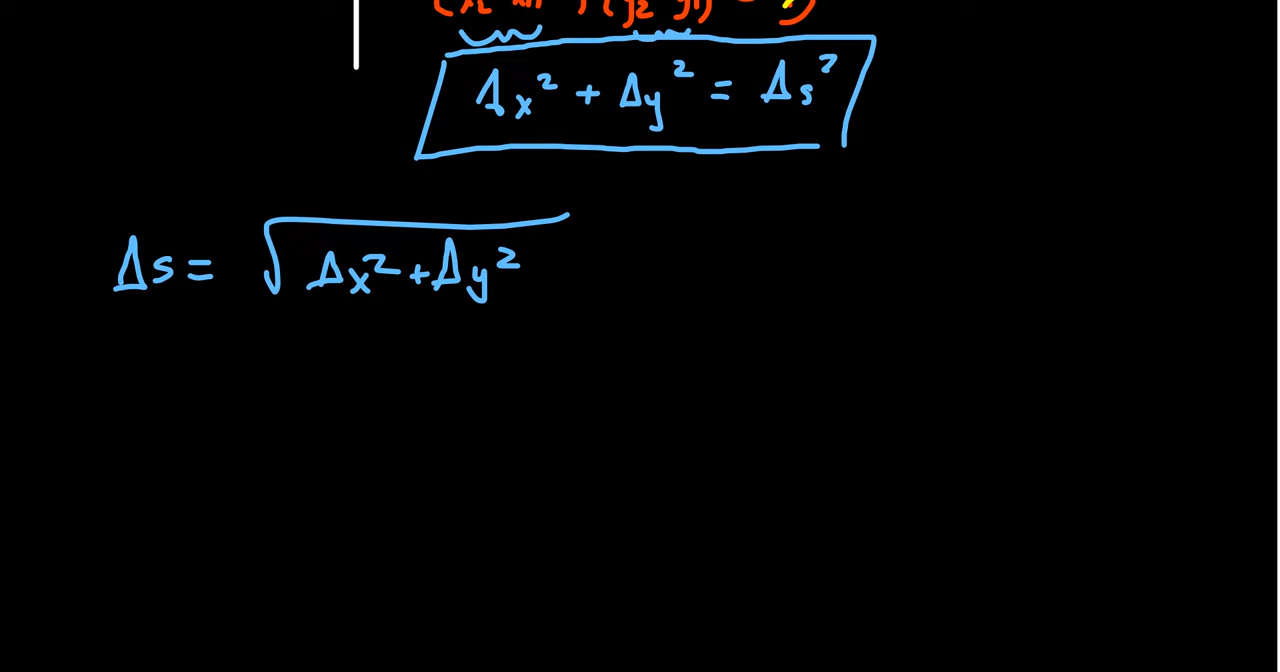 Δx² + Δy² = Δs²
Δs = √(Δx² + Δy²)